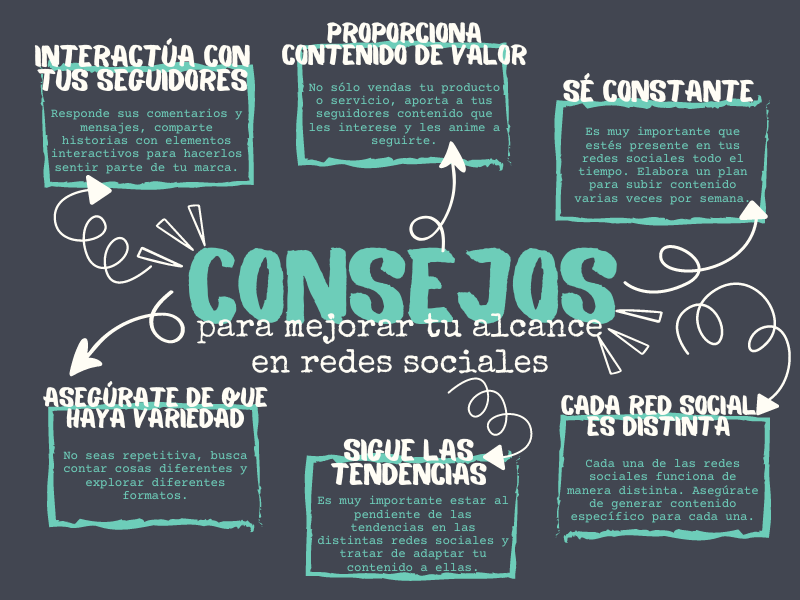 INTERACTÚA CON
TUS SEGUIDORES
Responde sus comentarios y
mensajes, comparte
historias con elementos
interactivos para hacerlos
sentir parte de tu marca.
PROPORCIONA
CONTENIDO DE VALOR
No sólo vendas tu producto
o servicio, aporta a tus
seguidores contenido que
les interese y les anime a
seguirte.
SÉ CONSTANTE
Es muy importante que
estés presente en tus
redes sociales todo el
tiempo. Elabora un plan
para subir contenido
varias veces por semana.
CONSEJOS
para mejorar tu alcance
en redes sociales
ASEGÚRATE DE QUE
HAYA VARIEDAD
No seas repetitiva, busca
contar cosas diferentes y
explorar diferentes
formatos.
SIGUE LAS
TENDENCIAS
Es muy importante estar al
pendiente de las
tendencias en las
distintas redes sociales y
tratar de adaptar tu
contenido a ellas.
CADA RED SOCIAL
ES DISTINTA
Cada una de las redes
sociales funciona de
manera distinta. Asegúrate
de generar contenido
específico para cada una.